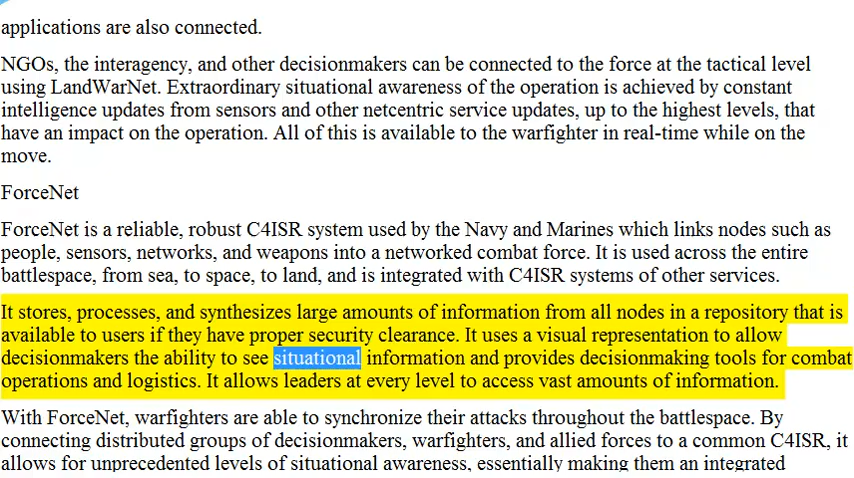 applications are also connected.
NGOs, the interagency, and other decisionmakers can be connected to the force at the tactical level
using LandWarNet. Extraordinary situational awareness of the operation is achieved by constant
intelligence updates from sensors and other netcentric service updates, up to the highest levels, that
have an impact on the operation. All of this is available to the warfighter in real-time while on the
move.
ForceNet
ForceNet is a reliable, robust C4ISR system used by the Navy and Marines which links nodes such as
people, sensors, networks, and weapons into a networked combat force. It is used across the entire
battlespace, from sea, to space, to land, and is integrated with C4ISR systems of other services.
It stores, processes, and synthesizes large amounts of information from all nodes in a repository that is
available to users if they have proper security clearance. It uses a visual representation to allow
decisionmakers the ability to see situational information and provides decisionmaking tools for combat
operations and logistics. It allows leaders at every level to access vast amounts of information.
With ForceNet, warfighters are able to synchronize their attacks throughout the battlespace. By
connecting distributed groups of decisionmakers, warfighters, and allied forces to a common C4ISR, it
allows for unprecedented levels of situational awareness, essentially making them an integrated